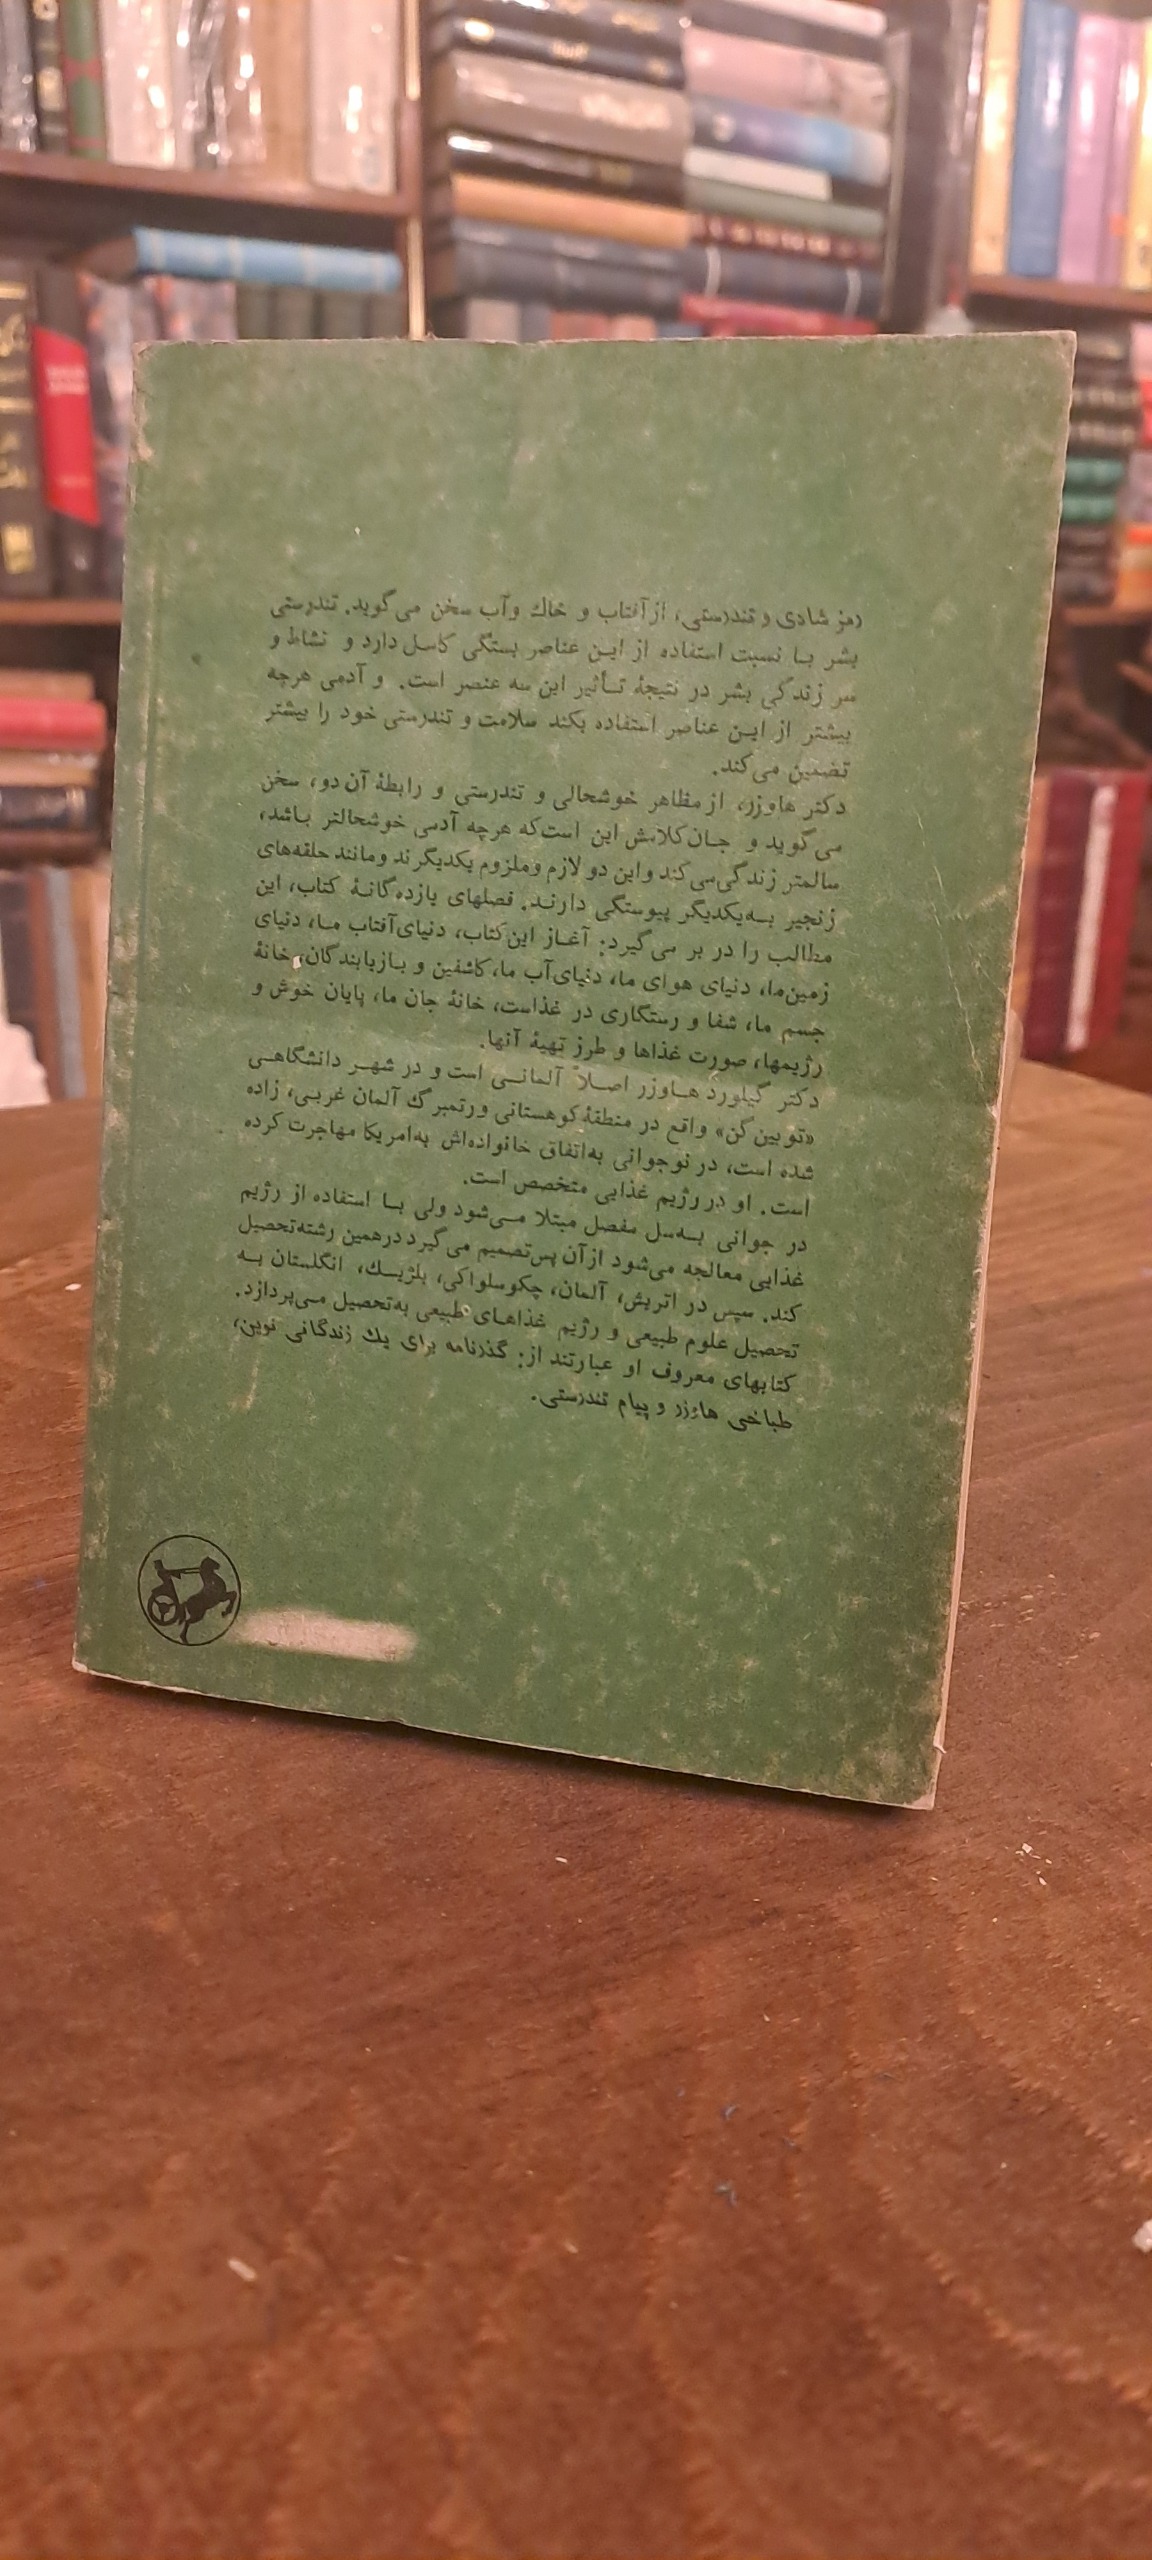 رمز شادی و تندرستی، از آفتاب و خاك و آب سخن می‌گوید. تندرستی
بشر با نسبت استفاده از این عناصر بستگی کامل دارد و نشاط و
سر زندگی بشر در نتیجهٔ تأثیر این سه عنصر است. و آدمی هرچه
بیشتر از این عناصر استفاده بکند سلامت و تندرستی خود را بیشتر
تضمین می‌کند.
دکتر هاوزر، از مظاهر خوشحالی و تندرستی و رابطهٔ آن دو، سخن
می‌گوید و جان کلامش این است که هرچه آدمی خوشحالتر باشد،
سالمتر زندگی می‌کند و این دو لازم و ملزوم یکدیگرند و مانند حلقه‌های
زنجیر به‌یکدیگر پیوستگی دارند. فصلهای یازده‌گانهٔ کتاب، این
مطالب را در بر می‌گیرد: آغاز این کتاب، دنیای آفتاب ما، دنیای
زمین ما، دنیای هوای ما، دنیای آب ما، کاشفین و بازیابندگان، خانهٔ
جسم ما، شفا و رستگاری در غذاست، خانهٔ جان ما، پایان خوش و
رژیمها، صورت غذاها و طرز تهیهٔ آنها.
دکتر گیلورد هاوزر اصلاً آلمانی است و در شهر دانشگاهی
«توبین گن» واقع در منطقهٔ کوهستانی ورتمبرگ آلمان غربی، زاده
شده است، در نوجوانی به‌اتفاق خانواده‌اش به‌امریکا مهاجرت کرده
است. او در رژیم غذایی متخصص است.
در جوانی به‌سل مفصل مبتلا می‌شود ولی با استفاده از رژیم
غذایی معالجه می‌شود از آن پس تصمیم می‌گیرد در همین رشته تحصیل
کند. سپس در اتریش، آلمان، چکوسلواکی، بلژیك، انگلستان به
تحصیل علوم طبیعی و رژیم غذاهای طبیعی به‌تحصیل می‌پردازد.
کتابهای معروف او عبارتند از: گذرنامه برای یك زندگانی نوین،
طباخی هاوزر و پیام تندرستی.